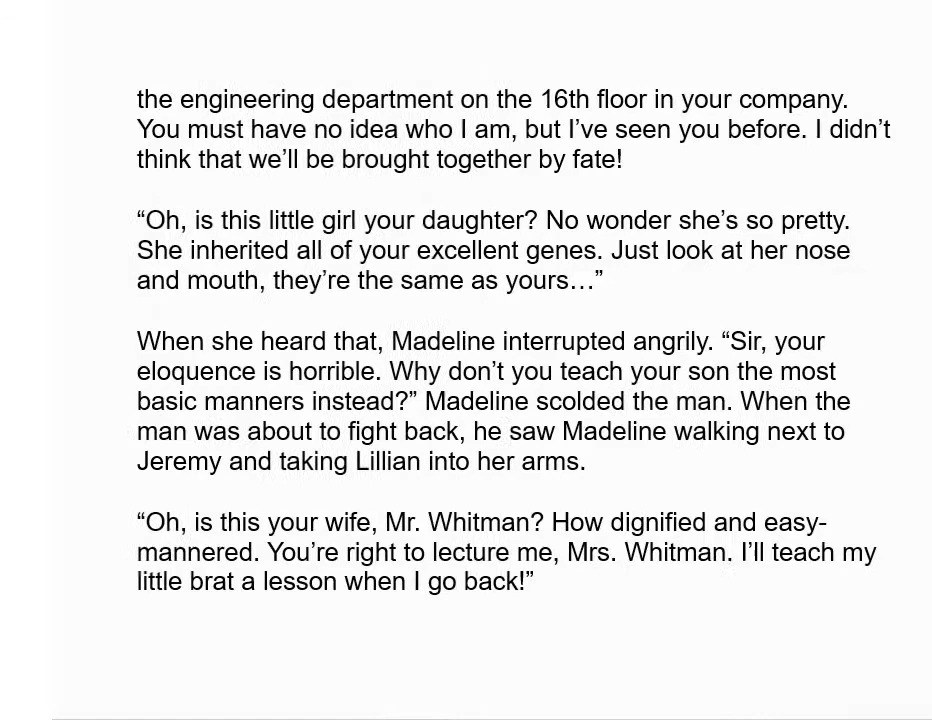 the engineering department on the 16th floor in your company.
You must have no idea who I am, but I’ve seen you before. I didn’t
think that we’ll be brought together by fate!
“Oh, is this little girl your daughter? No wonder she’s so pretty.
She inherited all of your excellent genes. Just look at her nose
and mouth, they’re the same as yours…”
When she heard that, Madeline interrupted angrily. “Sir, your
eloquence is horrible. Why don’t you teach your son the most
basic manners instead?” Madeline scolded the man. When the
man was about to fight back, he saw Madeline walking next to
Jeremy and taking Lillian into her arms.
“Oh, is this your wife, Mr. Whitman? How dignified and easy-
mannered. You’re right to lecture me, Mrs. Whitman. I’ll teach my
little brat a lesson when I go back!”